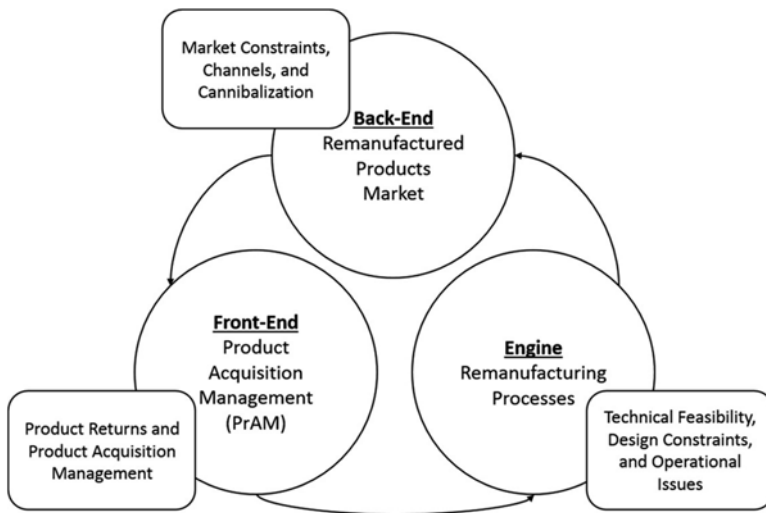 Market Constraints,
Channels, and
Cannibalization
Back-End
Remanufactured
Products
Market
Front-End
Product
Acquisition
Management
(PrAM)
Engine
Remanufacturing
Processes
Product Returns and
Product Acquisition
Management
Technical Feasibility,
Design Constraints,
and Operational
Issues